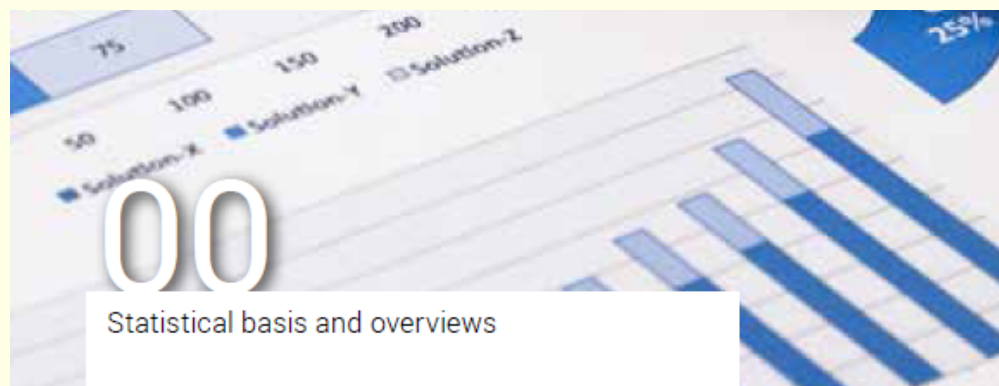 75
25%
50 100 150 200
Solution-X Solution-Y Solution-Z
00
Statistical basis and overviews